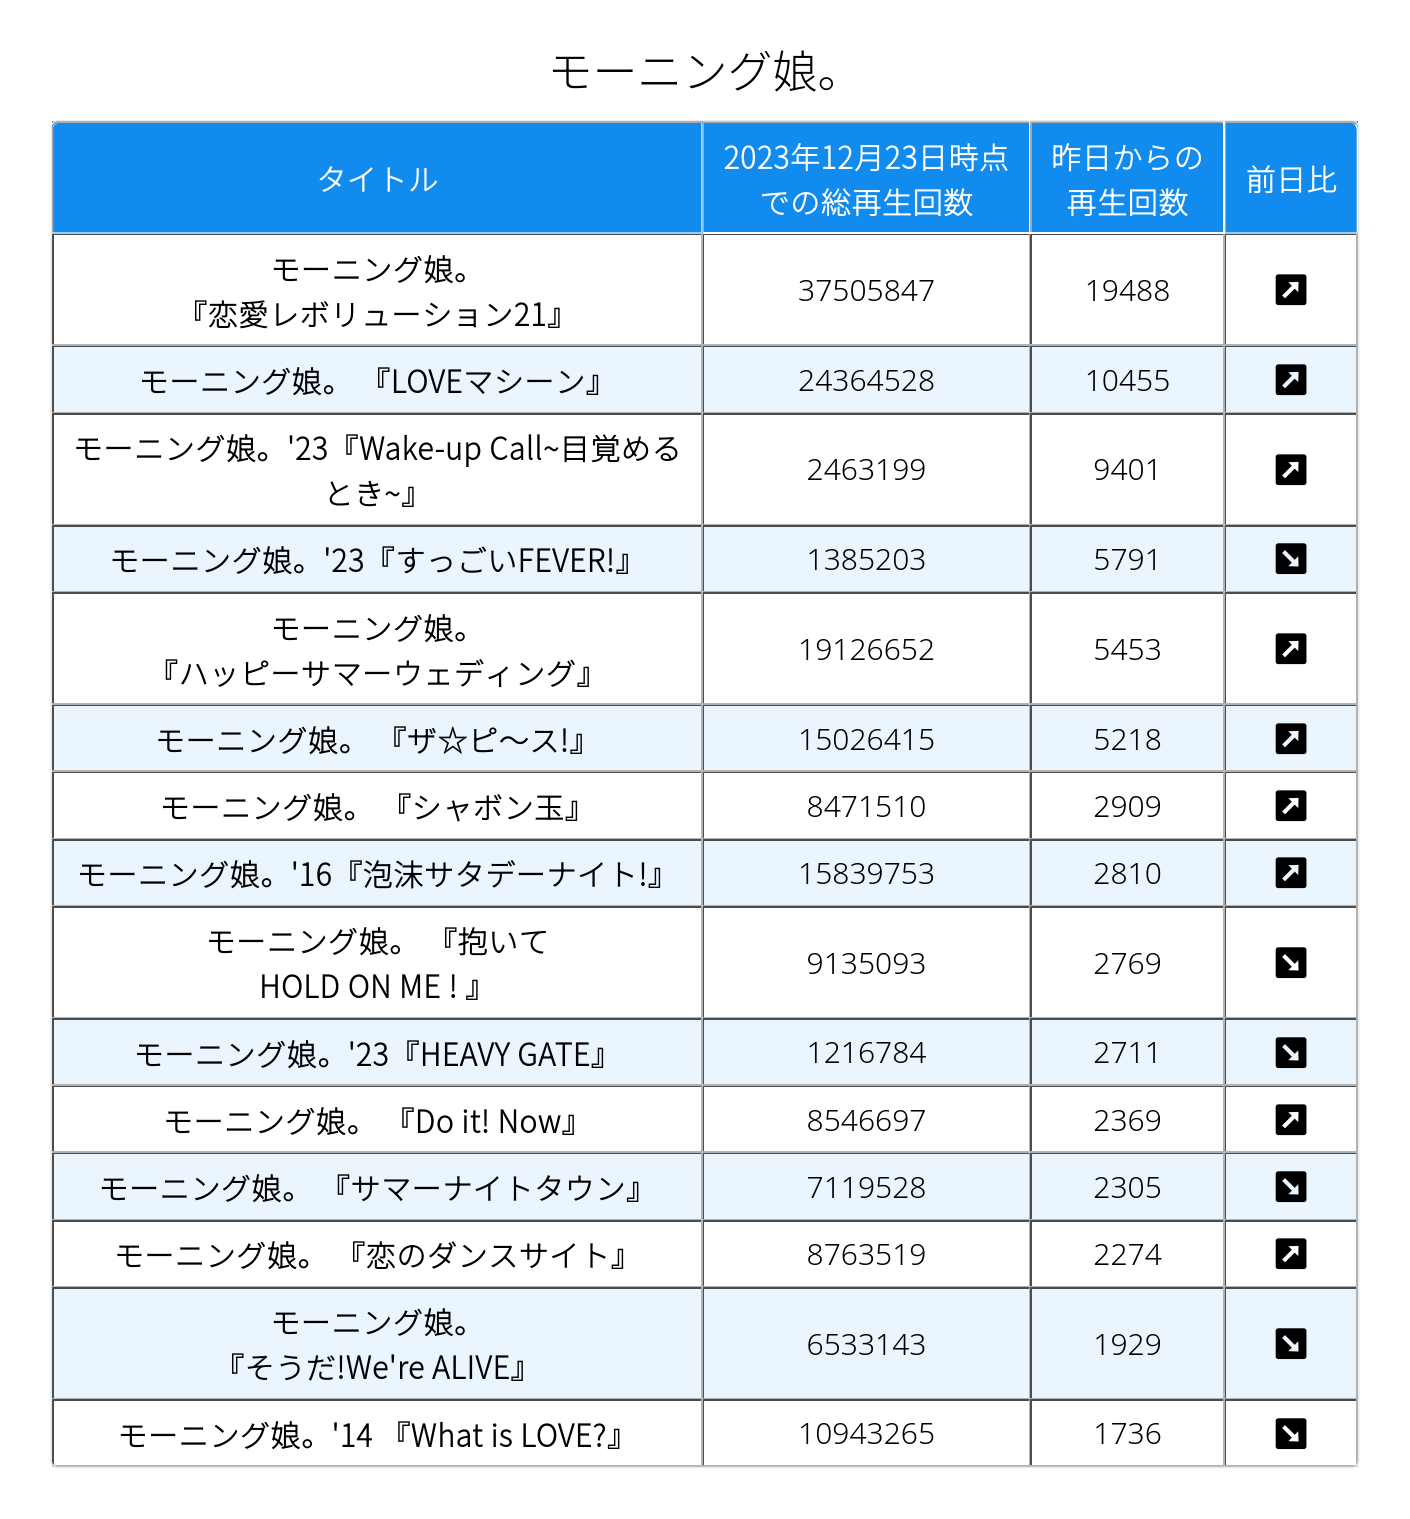 モーニング娘。
タイトル
2023年12月23日時点
での総再生回数
昨日からの
再生回数
前日比
モーニング娘。
『恋愛レボリューション21』
37505847
19488
モーニング娘。 『LOVEマシーン』
24364528
10455
モーニング娘。'23『Wake-up Call~目覚める
とき~』
2463199
9401
モーニング娘。'23『すっごいFEVER!』
1385203
5791
モーニング娘。
『ハッピーサマーウェディング』
19126652
5453
モーニング娘。 『ザ☆ピ〜ス!』
15026415
5218
モーニング娘。 『シャボン玉』
8471510
2909
モーニング娘。'16『泡沫サタデーナイト!』
15839753
2810
モーニング娘。 『抱いて
HOLD ON ME ! 』
9135093
2769
モーニング娘。'23『HEAVY GATE』
1216784
2711
モーニング娘。 『Do it! Now』
8546697
2369
モーニング娘。 『サマーナイトタウン』
7119528
2305
モーニング娘。 『恋のダンスサイト』
8763519
2274
モーニング娘。
『そうだ!We're ALIVE』
6533143
1929
モーニング娘。'14 『What is LOVE?』
10943265
1736